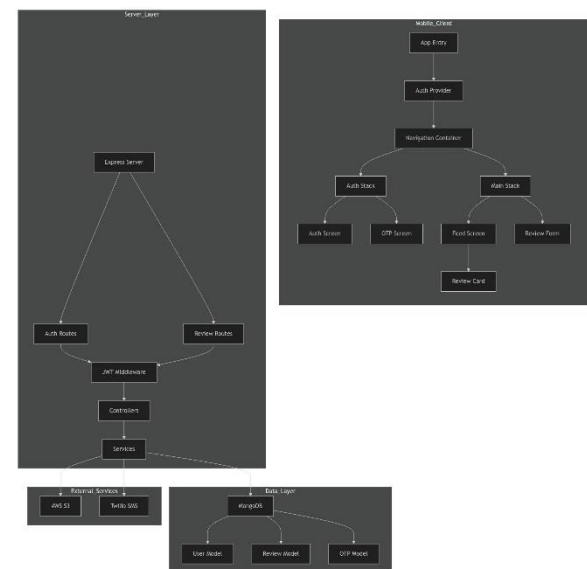 Server_Layer
Express Server
Auth Routes
Review Routes
JWT Middleware
Controllers
Services
External_Services
AWS S3
Twilio SMS
Data_Layer
MongoDB
User Model
Review Model
OTP Model
Mobile_Client
App Entry
Auth Provider
Navigation Container
Auth Stack
Main Stack
Auth Screen
OTP Screen
Feed Screen
Review Form
Review Card